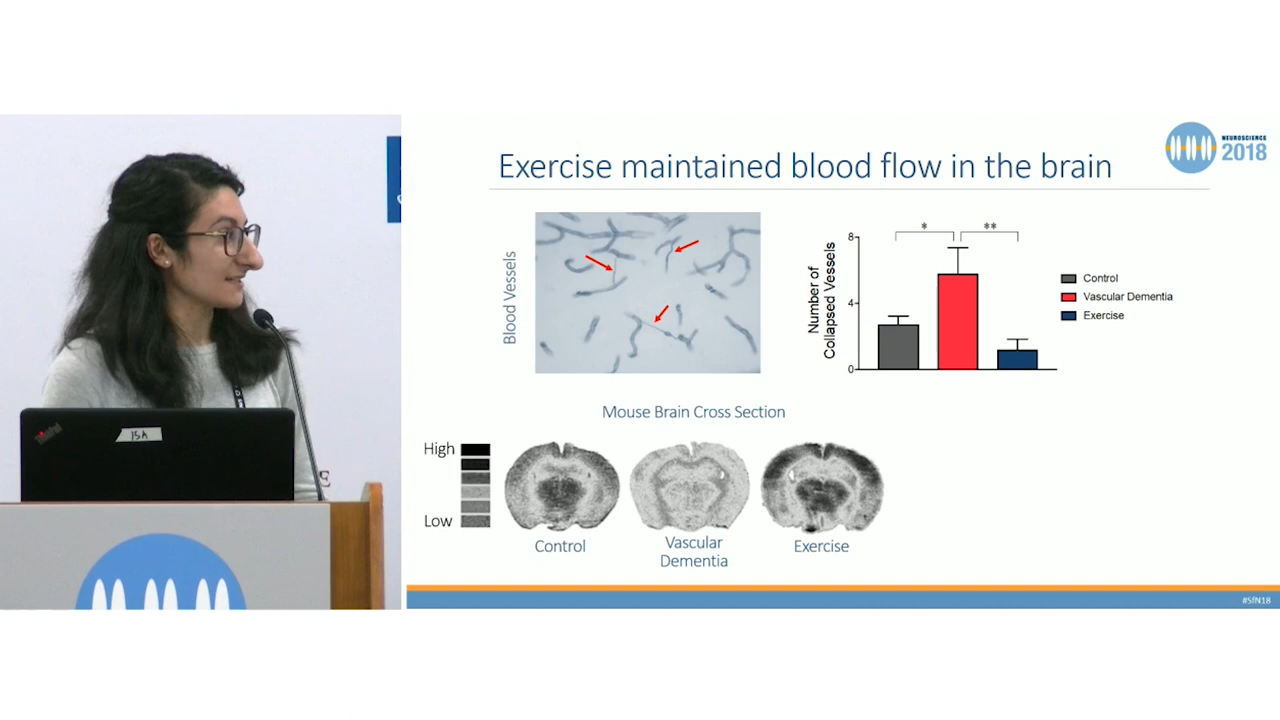 NEUROSCIENCE
2018
Exercise maintained blood flow in the brain
Blood Vessels
Number of
Collapsed Vessels
8
4
0
*
**
Control
Vascular Dementia
Exercise
Mouse Brain Cross Section
High
Low
Control
Vascular
Dementia
Exercise
ThinkPad
ISA
E
#SfN18